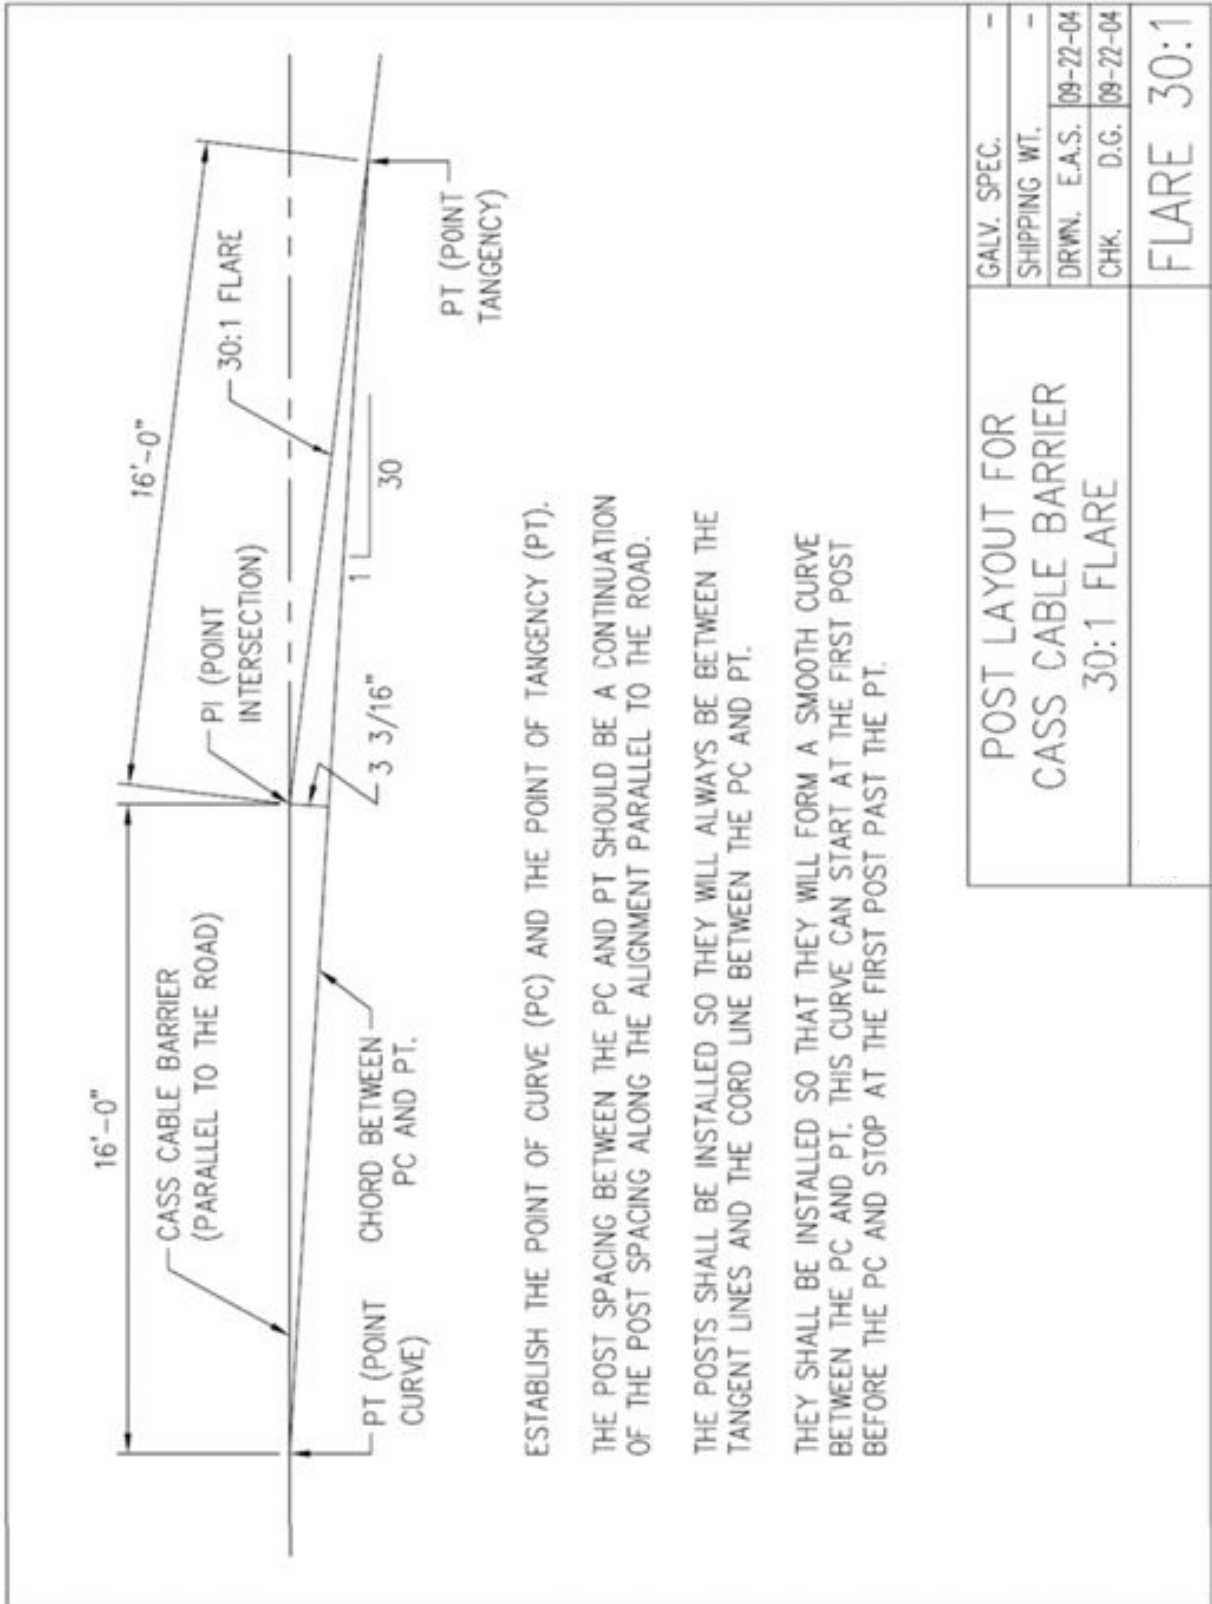 16'-0"
16'-0"
CASS CABLE BARRIER
(PARALLEL TO THE ROAD)
PI (POINT
INTERSECTION)
30:1 FLARE
3 3/16"
1
30
PT (POINT
CURVE)
CHORD BETWEEN
PC AND PT.
PT (POINT
TANGENCY)
ESTABLISH THE POINT OF CURVE (PC) AND THE POINT OF TANGENCY (PT).
THE POST SPACING BETWEEN THE PC AND PT SHOULD BE A CONTINUATION
OF THE POST SPACING ALONG THE ALIGNMENT PARALLEL TO THE ROAD.
THE POSTS SHALL BE INSTALLED SO THEY WILL ALWAYS BE BETWEEN THE
TANGENT LINES AND THE CORD LINE BETWEEN THE PC AND PT.
THEY SHALL BE INSTALLED SO THAT THEY WILL FORM A SMOOTH CURVE
BETWEEN THE PC AND PT. THIS CURVE CAN START AT THE FIRST POST
BEFORE THE PC AND STOP AT THE FIRST POST PAST THE PT.
POST LAYOUT FOR
CASS CABLE BARRIER
30:1 FLARE
GALV. SPEC. -
SHIPPING WT. -
DRWN. E.A.S. 09-22-04
CHK. D.G. 09-22-04
FLARE 30:1